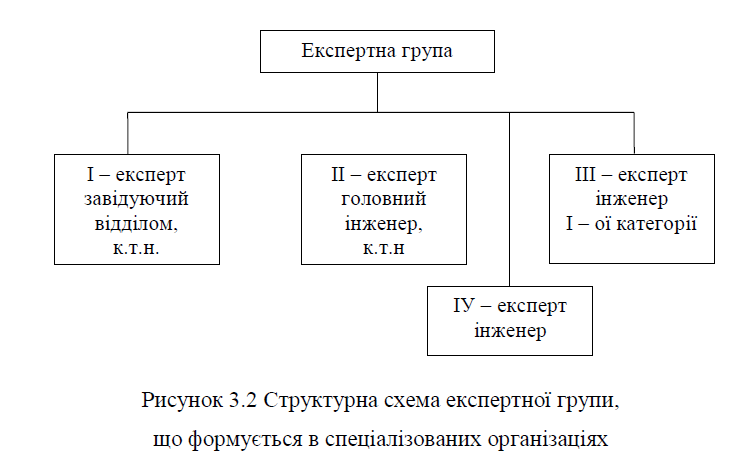 Експертна група
І – експерт
завідуючий
відділом,
к.т.н.
ІІ – експерт
головний
інженер,
к.т.н
ІІІ – експерт
інженер
І – ої категорії
ІУ – експерт
інженер
Рисунок 3.2 Структурна схема експертної групи,
що формується в спеціалізованих організаціях